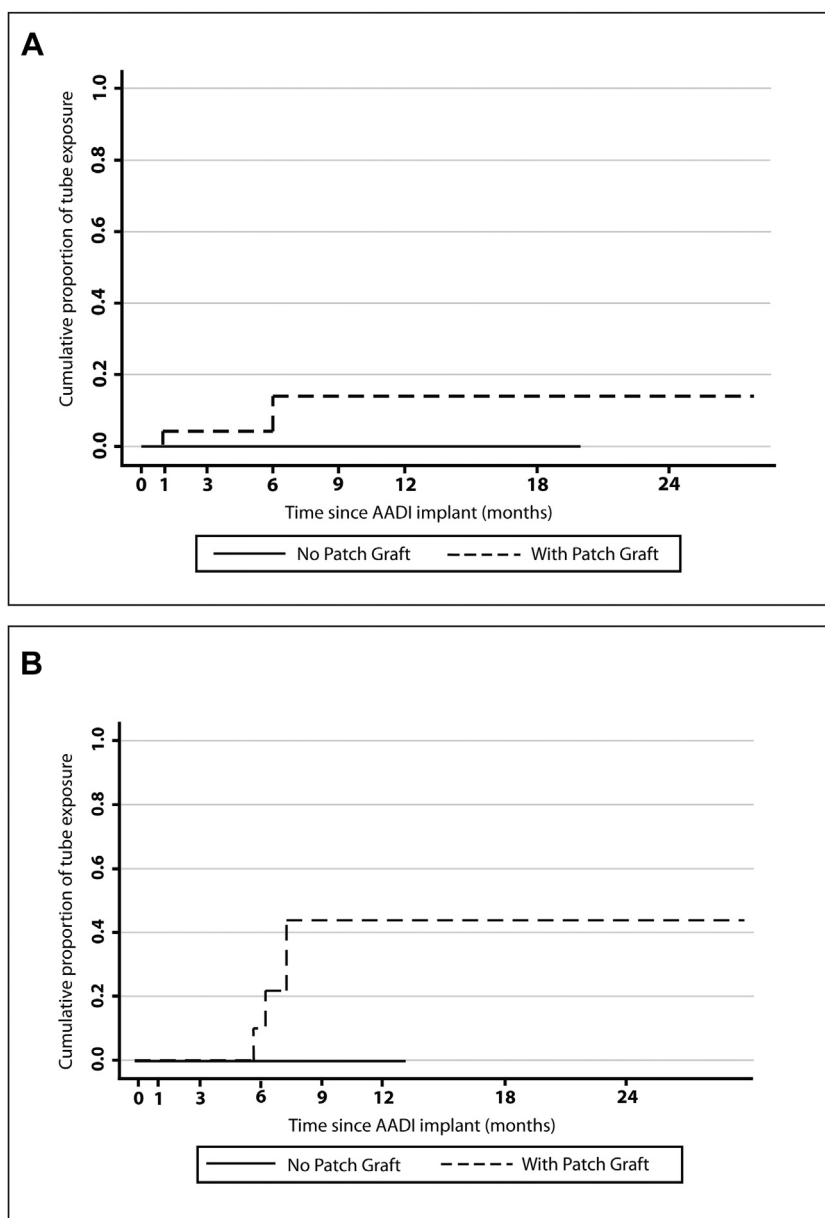 A
Cumulative proportion of tube exposure
1.0
0.8
0.6
0.4
0.2
0.0
0 1 3 6 9 12 18 24
Time since AADI implant (months)
No Patch Graft With Patch Graft
B
Cumulative proportion of tube exposure
1.0
0.8
0.6
0.4
0.2
0.0
0 1 3 6 9 12 18 24
Time since AADI implant (months)
No Patch Graft With Patch Graft